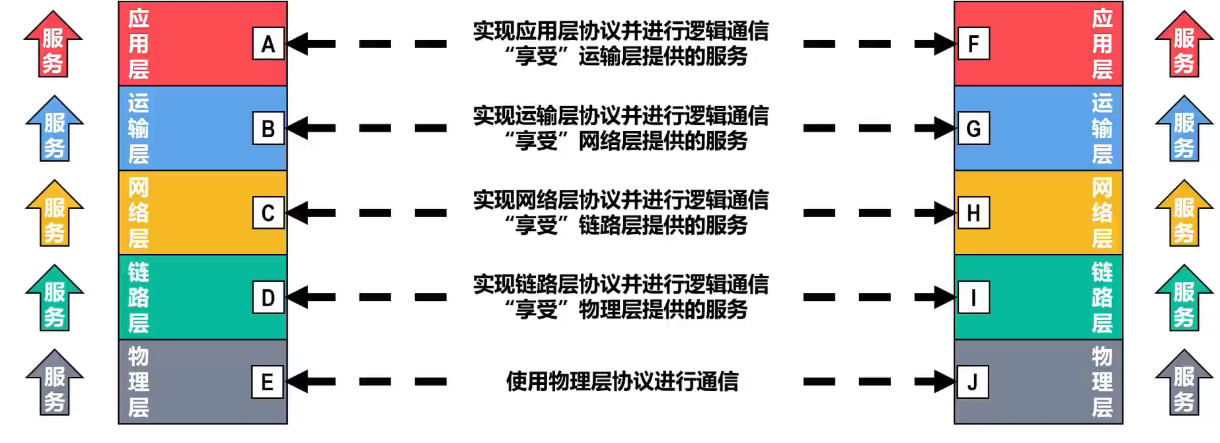 服务
应用层
A
实现应用层协议并进行逻辑通信
“享受”运输层提供的服务
F
应用层
服务
服务
运输层
B
实现运输层协议并进行逻辑通信
“享受”网络层提供的服务
G
运输层
服务
服务
网络层
C
实现网络层协议并进行逻辑通信
“享受”链路层提供的服务
H
网络层
服务
服务
链路层
D
实现链路层协议并进行逻辑通信
“享受”物理层提供的服务
I
链路层
服务
服务
物理层
E
使用物理层协议进行通信
J
物理层
服务